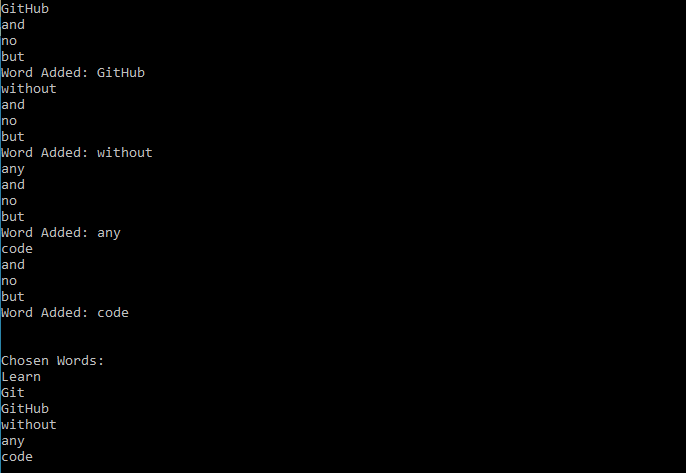 GitHub
and
no
but
Word Added: GitHub
without
and
no
but
Word Added: without
any
and
no
but
Word Added: any
code
and
no
but
Word Added: code
Chosen Words:
Learn
Git
GitHub
without
any
code